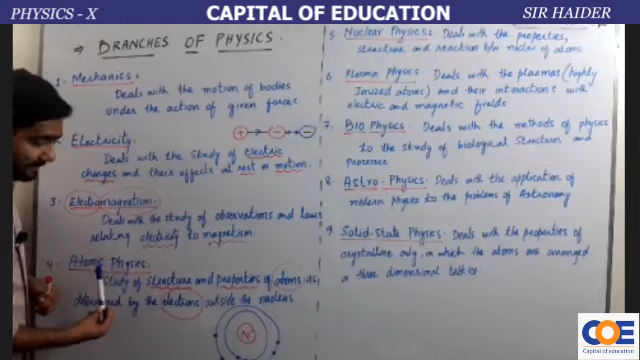 PHYSICS - X
CAPITAL OF EDUCATION
SIR HAIDER
⇒ BRANCHES OF PHYSICS.
1- Mechanics:
Deals with the motion of bodies
under the action of given forces
Electricity:
Deals with the study of electric
charges and their effects at rest or motion.
3. Electromagnetism:
Deals with the study of observations and laws
relating electricity to magnetism
4. Atomic Physics:
Study of structure and properties of atoms as,
determined by the electrons outside the nucleus
N
5. Nuclear Physics: Deals with the properties,
structure and reaction b/w nuclei of atoms
6. Plasma Physics: Deals with the plasmas (highly
Ionized atoms) and their interactions with
electric and magnetic fields
7. Bio Physics: Deals with the methods of physics
to the study of biological structures and
processes
8. Astro-Physics: Deals with the application of
modern physics to the problems of Astronomy
9. Solid-State Physics: Deals with the properties of
crystalline only, in which the atoms are arranged
in three dimensional lattice
COE
Capital of education